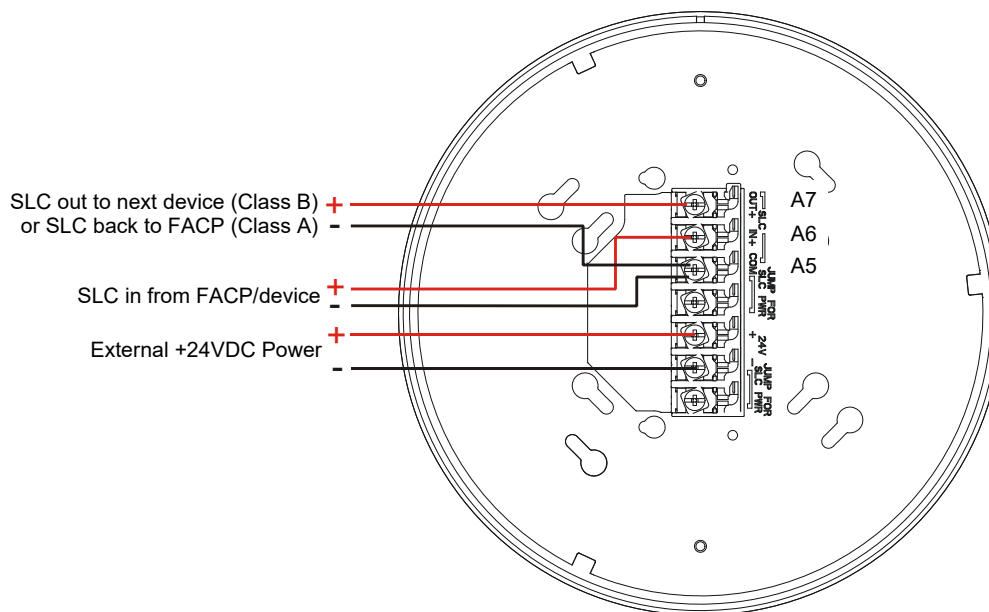 SLC out to next device (Class B) +
or SLC back to FACP (Class A) -
SLC in from FACP/device +
-
External +24VDC Power +
-
OUT+
SLC
IN+
COM
JUMP FOR
SLC PWR
+ 24V -
JUMP FOR
SLC PWR
A7
A6
A5